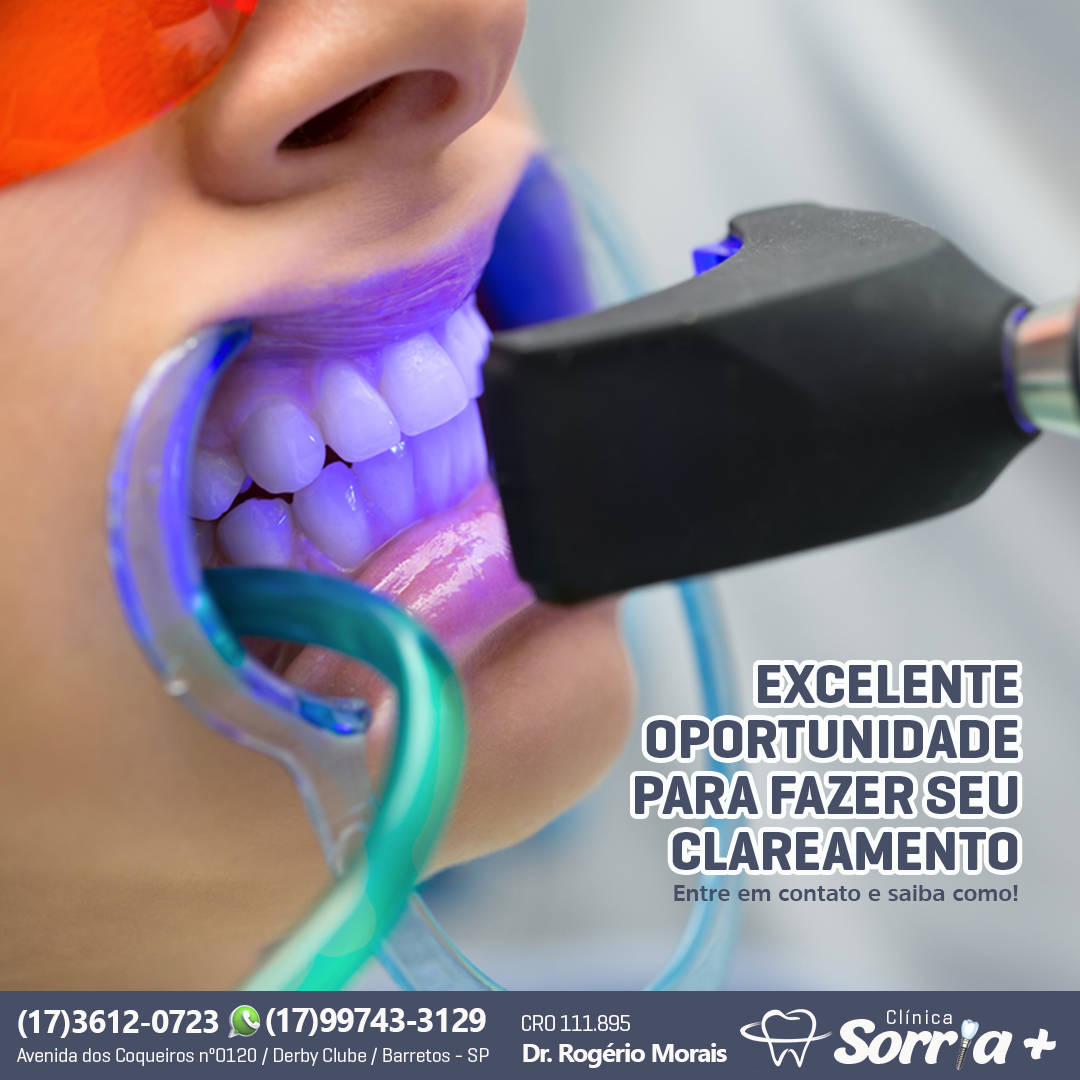 EXCELENTE
OPORTUNIDADE
PARA FAZER SEU
CLAREAMENTO
Entre em contato e saiba como!
(17)3612-0723 (17)99743-3129
Avenida dos Coqueiros nº0120 / Derby Clube / Barretos - SP
CRO 111.895
Dr. Rogério Morais
Clínica
Sorria +